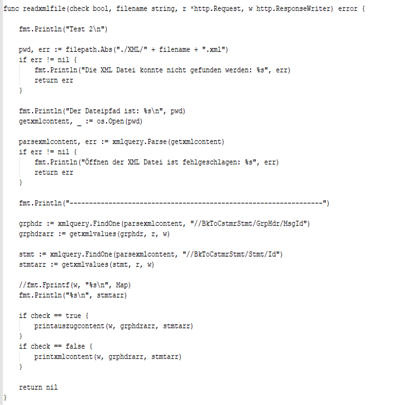 func readxmlfile(check bool, filename string, r *http.Request, w http.ResponseWriter) error {
fmt.Println("Test 2\n")
pwd, err := filepath.Abs("./XML/" + filename + ".xml")
if err != nil {
fmt.Println("Die XML Datei konnte nicht gefunden werden: %s", err)
return err
}
fmt.Println("Der Dateipfad ist: %s\n", pwd)
getxmlcontent, _ := os.Open(pwd)
parsexmlcontent, err := xmlquery.Parse(getxmlcontent)
if err != nil {
fmt.Println("Öffnen der XML Datei ist fehlgeschlagen: %s", err)
return err
}
fmt.Println("-----------------------------------------------------------------")
grphdr := xmlquery.FindOne(parsexmlcontent, "//BkToCstmrStmt/GrpHdr/MsgId")
grphdrarr := getxmlvalues(grphdr, r, w)
stmt := xmlquery.FindOne(parsexmlcontent, "//BkToCstmrStmt/Stmt/Id")
stmtarr := getxmlvalues(stmt, r, w)
//fmt.Fprintf(w, "%s\n", Map)
fmt.Println("%s\n", stmtarr)
if check == true {
printauszugcontent(w, grphdrarr, stmtarr)
}
if check == false {
printxmlcontent(w, grphdrarr, stmtarr)
}
return nil
}